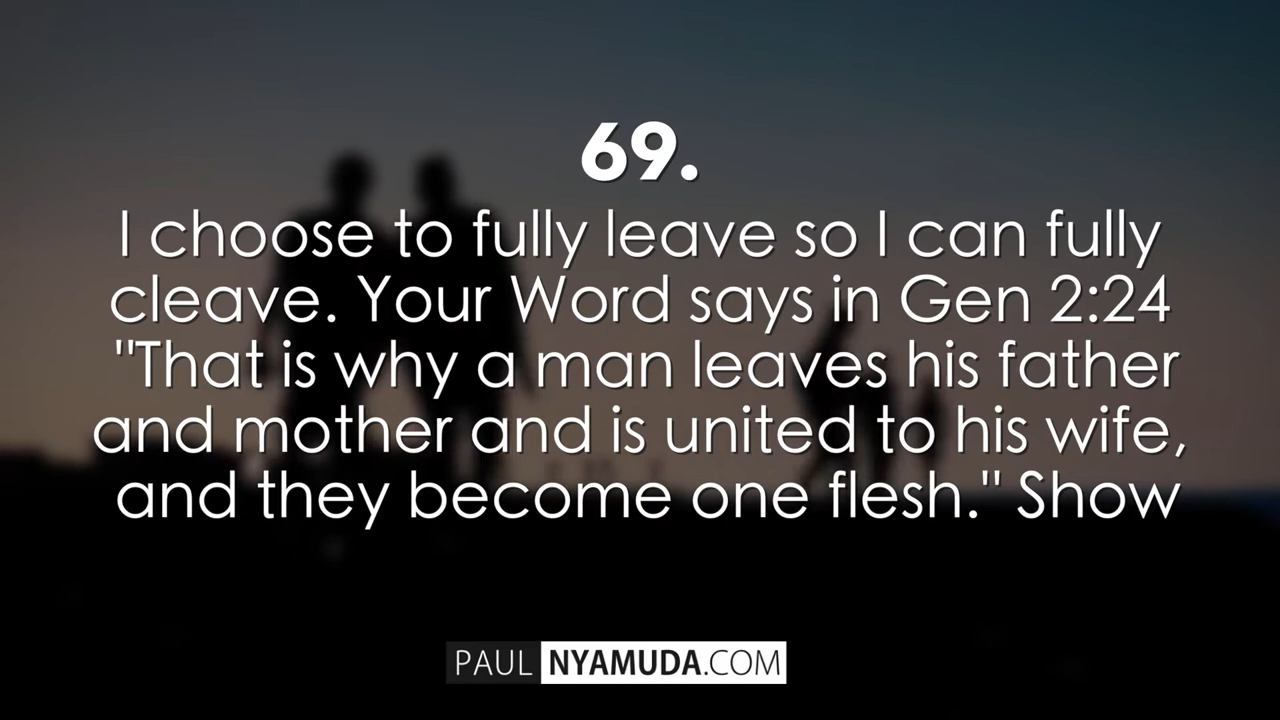 69.
I choose to fully leave so I can fully
cleave. Your Word says in Gen 2:24
"That is why a man leaves his father
and mother and is united to his wife,
and they become one flesh." Show
PAUL NYAMUDA.COM